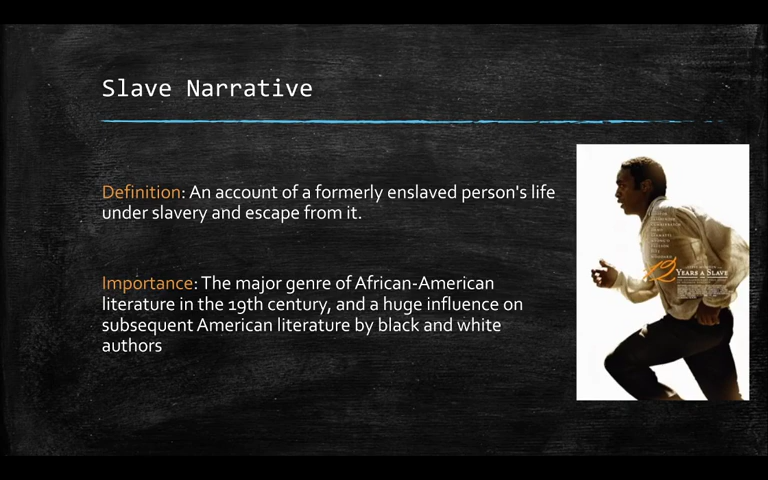 Slave Narrative
Definition: An account of a formerly enslaved person's life
under slavery and escape from it.
Importance: The major genre of African-American
literature in the 19th century, and a huge influence on
subsequent American literature by black and white
authors
12
YEARS A SLAVE